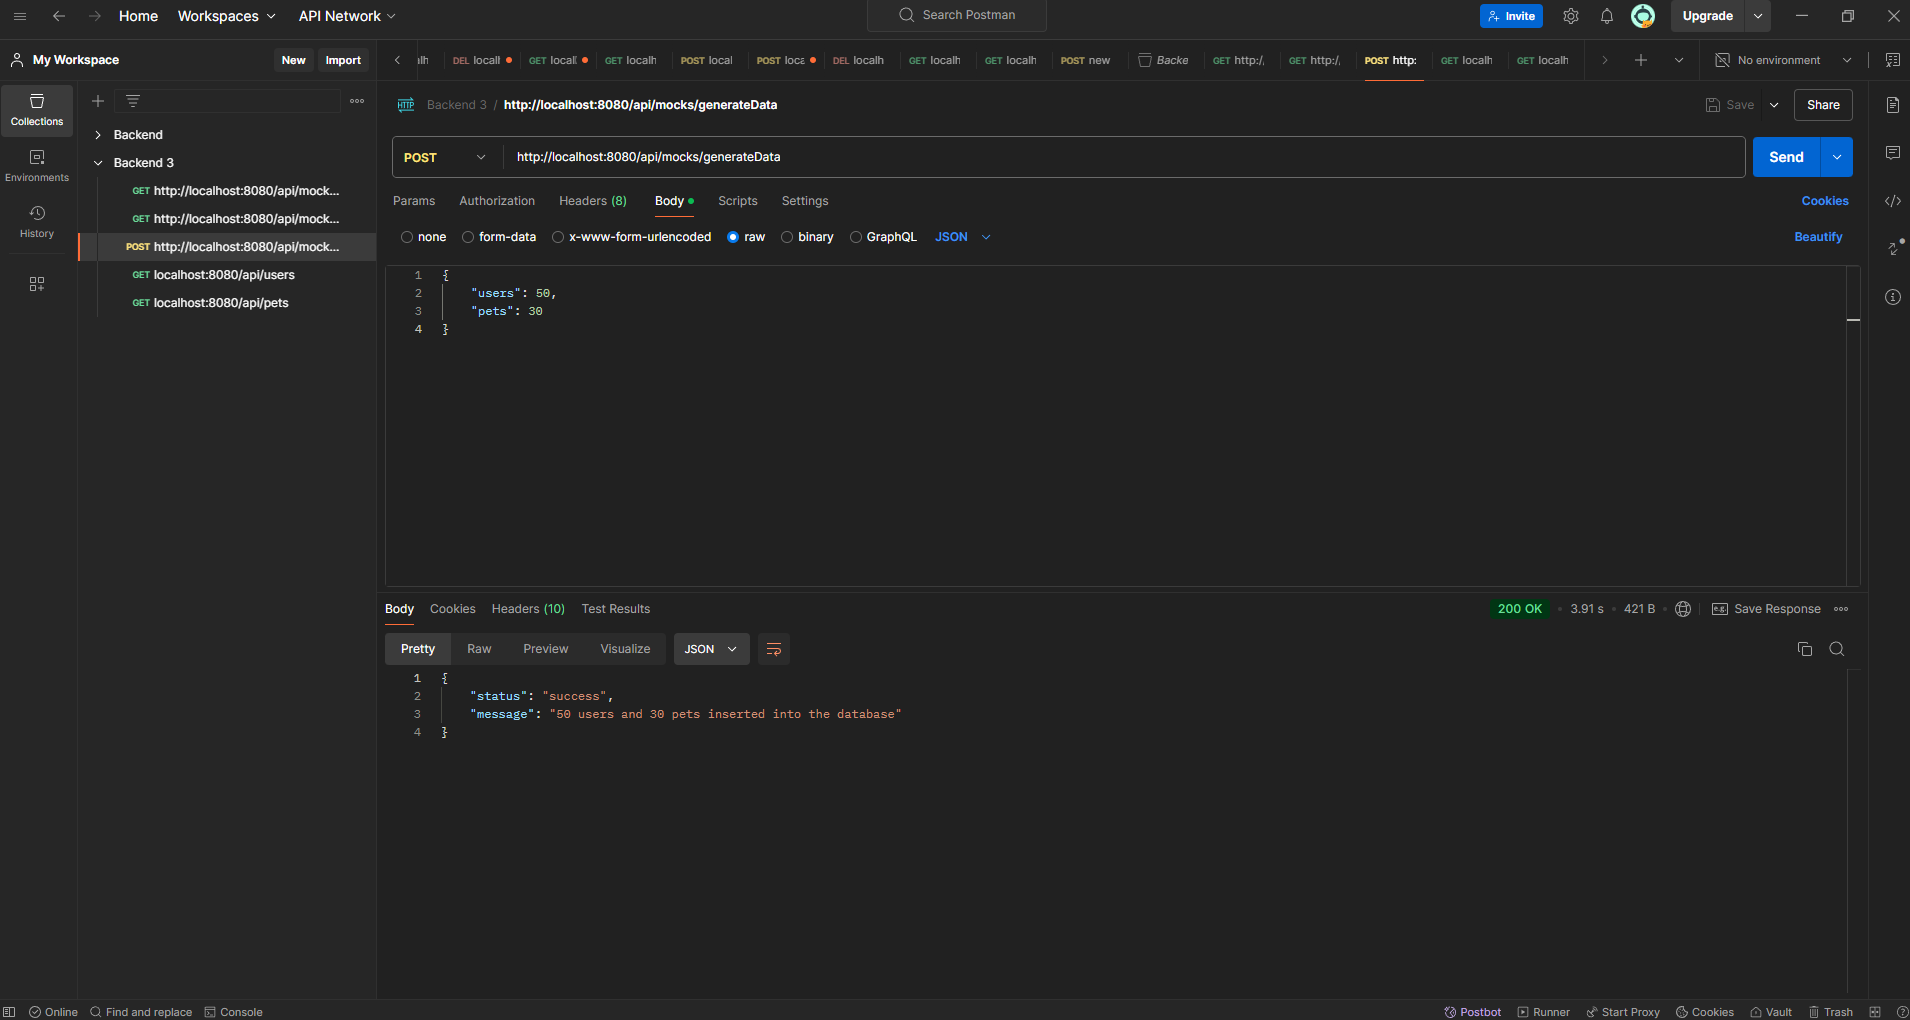 Home Workspaces API Network Search Postman Invite Upgrade
My Workspace New Import lh DEL locall GET local GET localh POST local POST loca DEL localh GET localh GET localh POST new Backe GET http:/, GET http:/, POST http: GET localh GET localh No environment
Collections
Environments
History
Backend
Backend 3
GET http://localhost:8080/api/mock...
GET http://localhost:8080/api/mock...
POST http://localhost:8080/api/mock...
GET localhost:8080/api/users
GET localhost:8080/api/pets
HTTP Backend 3 / http://localhost:8080/api/mocks/generateData Save Share
POST http://localhost:8080/api/mocks/generateData Send
Params Authorization Headers (8) Body Scripts Settings Cookies
none form-data x-www-form-urlencoded raw binary GraphQL JSON Beautify
1 {
2 "users": 50,
3 "pets": 30
4 }
Body Cookies Headers (10) Test Results 200 OK • 3.91 s • 421 B • e.g. Save Response
Pretty Raw Preview Visualize JSON
1 {
2 "status": "success",
3 "message": "50 users and 30 pets inserted into the database"
4 }
Online Find and replace Console Postbot Runner Start Proxy Cookies Vault Trash